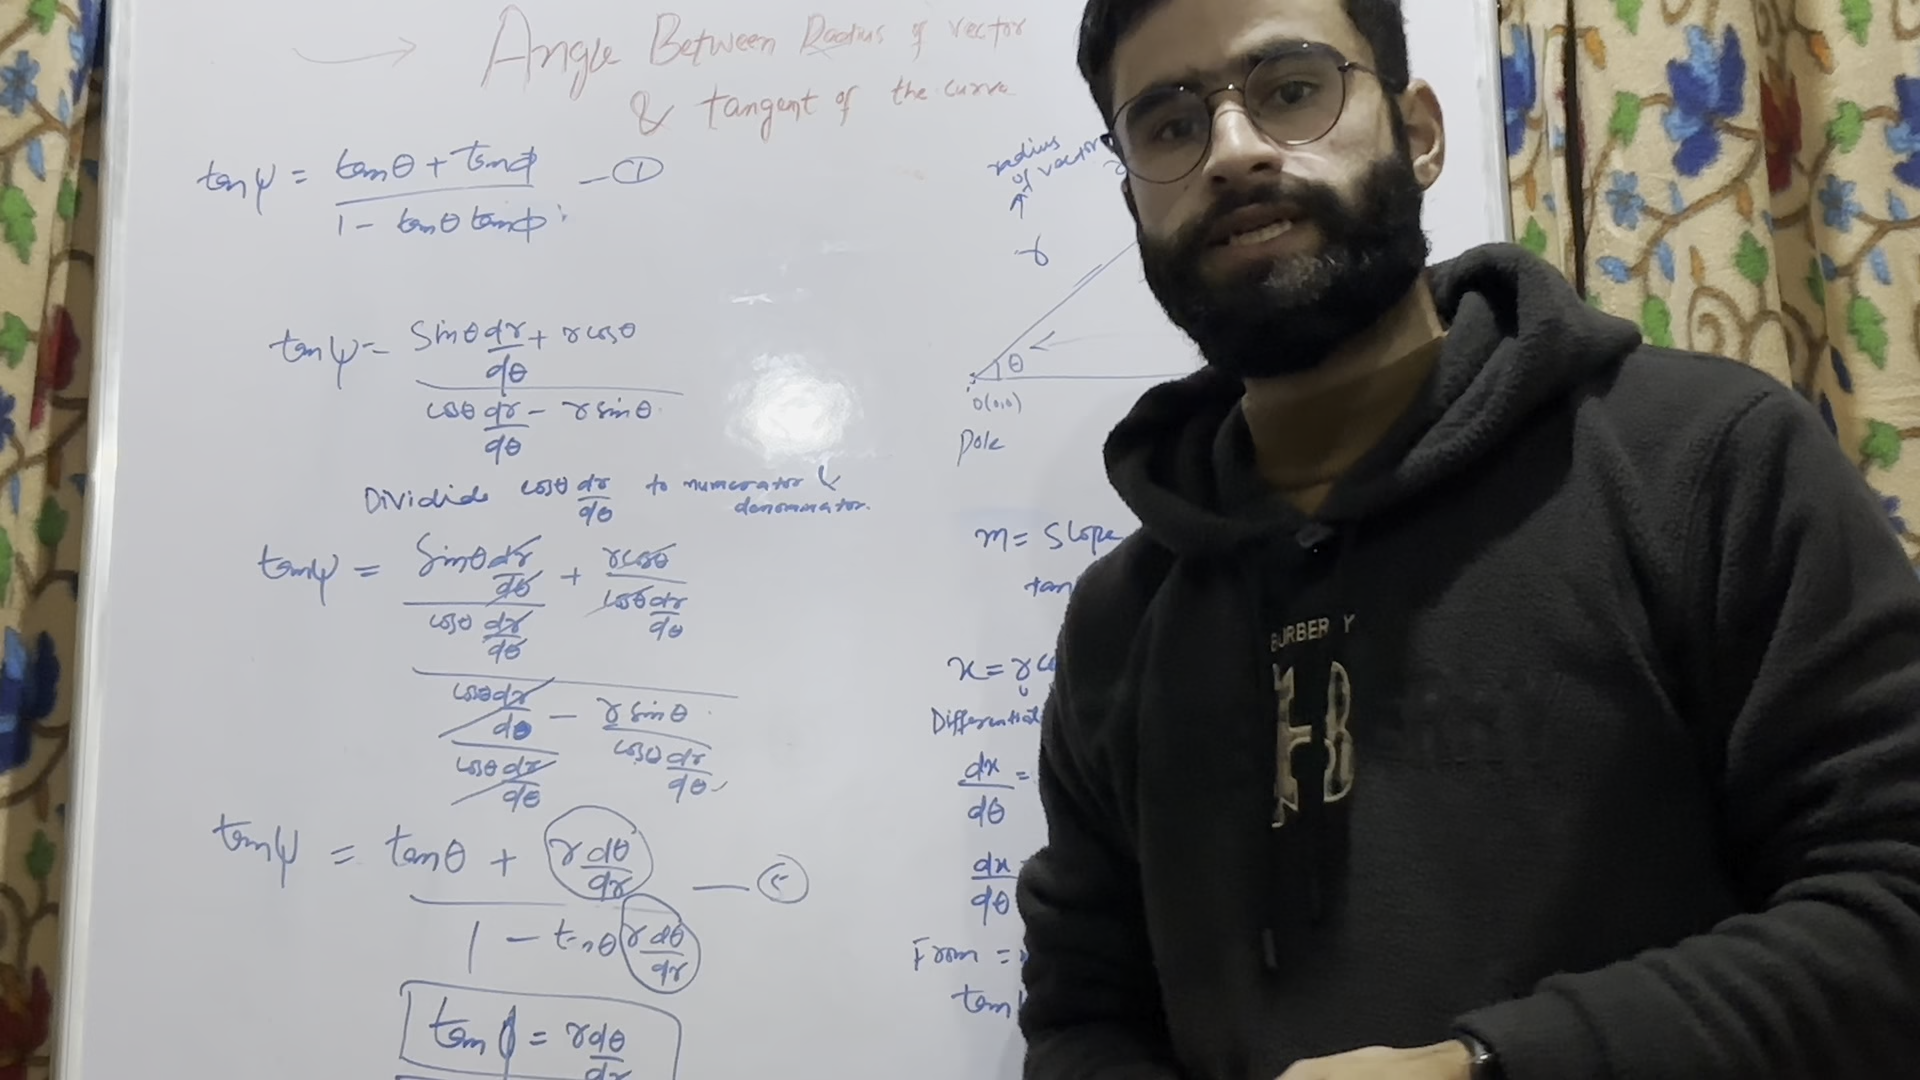 → Angle Between Radius of vector
& tangent of the curve
tanψ = (tanθ + tanϕ) / (1 - tanθ tanϕ) - ①
tanψ = (Sinθ dr/dθ + r cosθ) / (cosθ dr/dθ - r sinθ)
Dividide cosθ dr/dθ to numerator &
denominator.
tanψ = (Sinθ dr/dθ / cosθ dr/dθ + r cosθ / cosθ dr/dθ) / (cosθ dr/dθ / cosθ dr/dθ - r sinθ / cosθ dr/dθ)
tanψ = (tanθ + r dθ/dr) / (1 - tanθ r dθ/dr)
tanϕ = r dθ/dr
radius
of vector
r
θ
O(0,0)
Pole
m = Slope
tan
x = r co
Differentiat
dx/dθ =
dx/dθ
From =
tan
BURBERRY